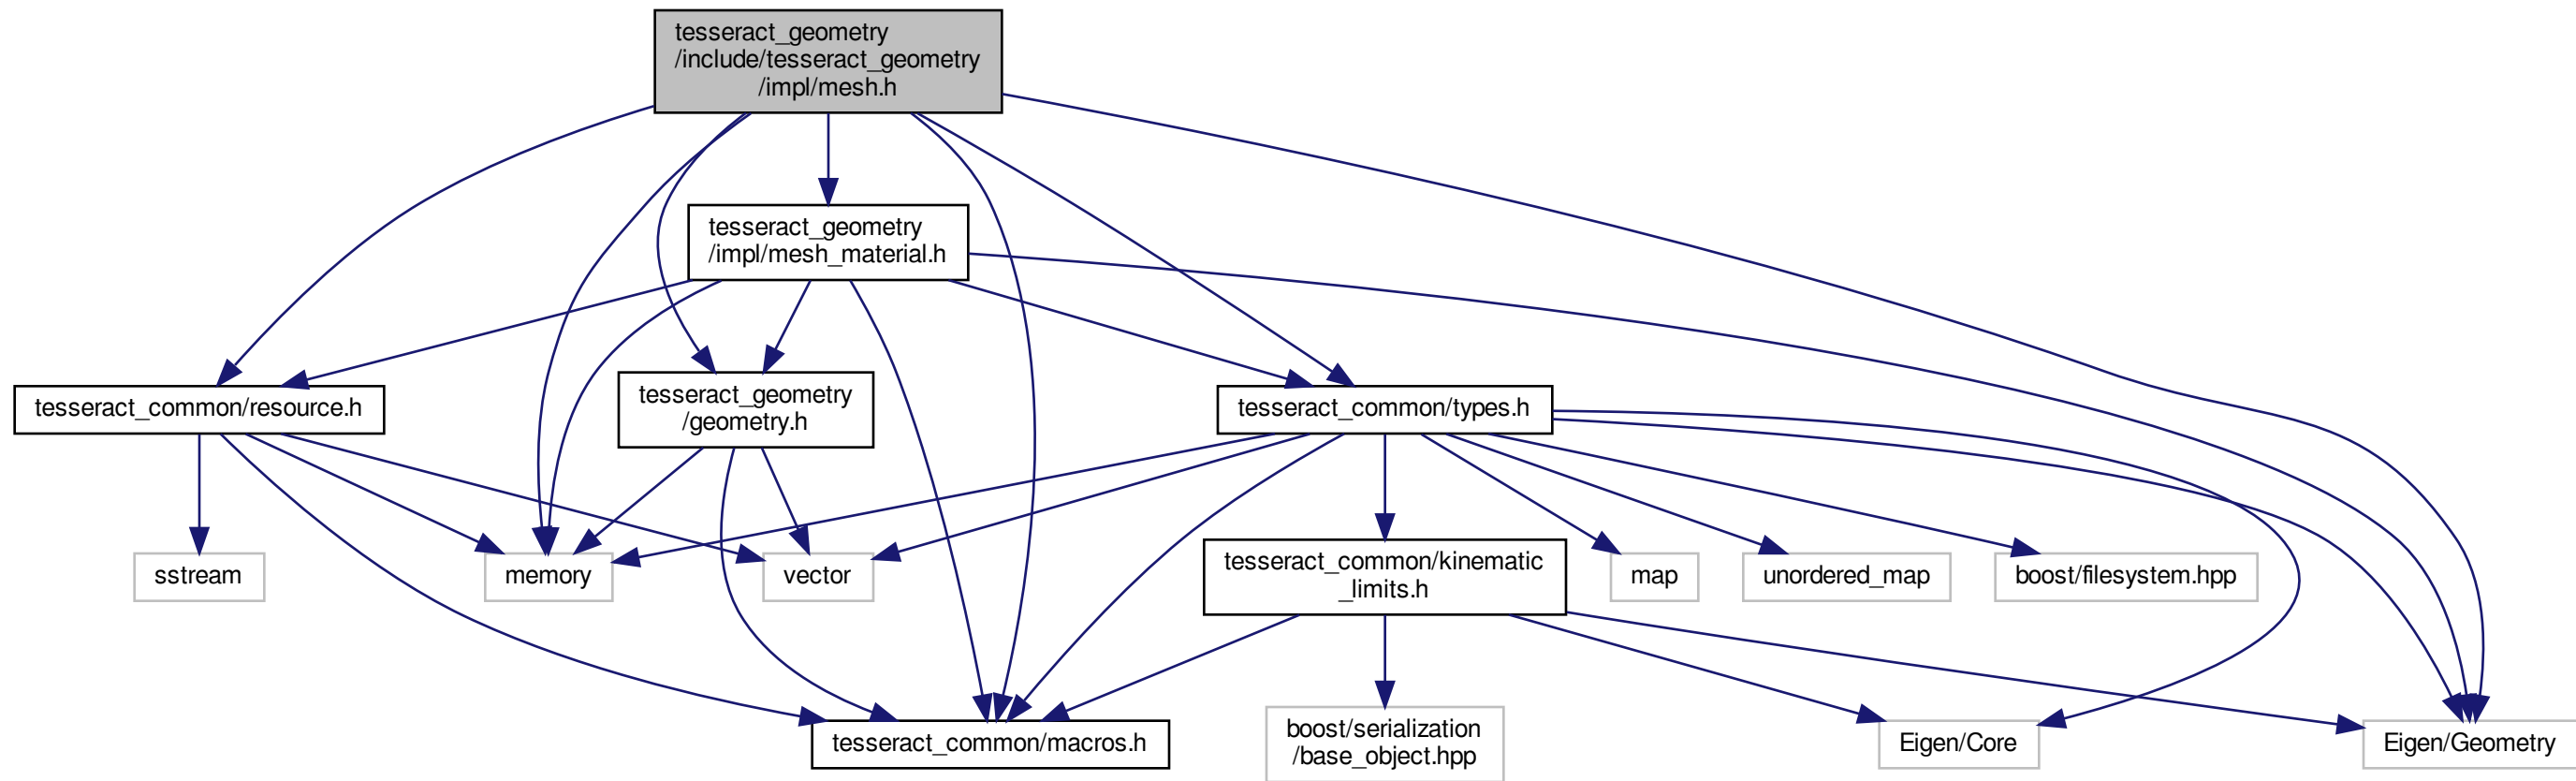 tesseract_geometry
/include/tesseract_geometry
/impl/mesh.h
tesseract_geometry
/impl/mesh_material.h
tesseract_common/resource.h
tesseract_geometry
/geometry.h
tesseract_common/types.h
sstream
memory
vector
tesseract_common/kinematic
_limits.h
map
unordered_map
boost/filesystem.hpp
tesseract_common/macros.h
boost/serialization
/base_object.hpp
Eigen/Core
Eigen/Geometry